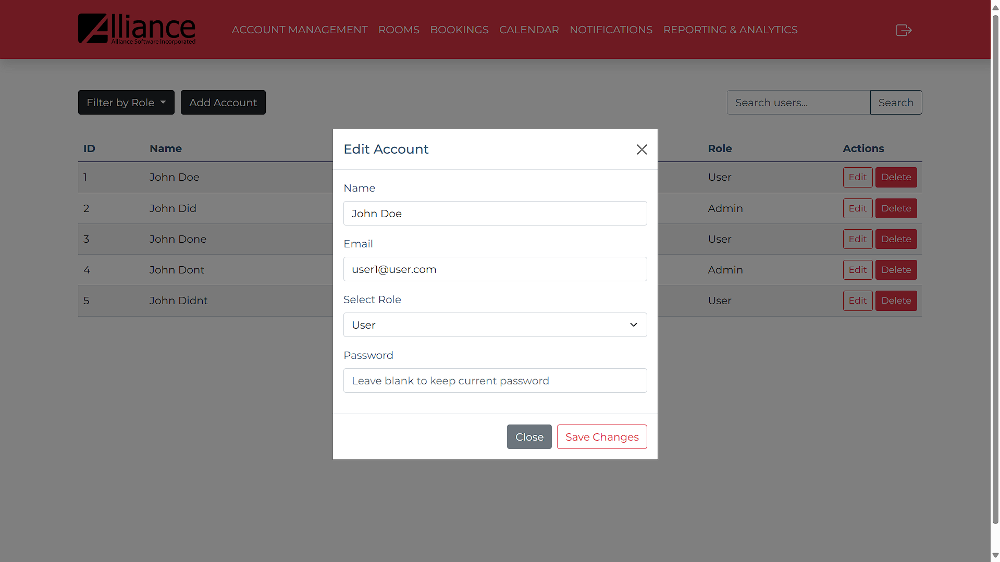 Alliance
Alliance Software Incorporated
ACCOUNT MANAGEMENT ROOMS BOOKINGS CALENDAR NOTIFICATIONS REPORTING & ANALYTICS
Filter by Role Add Account Search users... Search
ID Name Role Actions
1 John Doe User Edit Delete
2 John Did Admin Edit Delete
3 John Done User Edit Delete
4 John Dont Admin Edit Delete
5 John Didnt User Edit Delete
Edit Account
Name
John Doe
Email
user1@user.com
Select Role
User
Password
Leave blank to keep current password
Close Save Changes